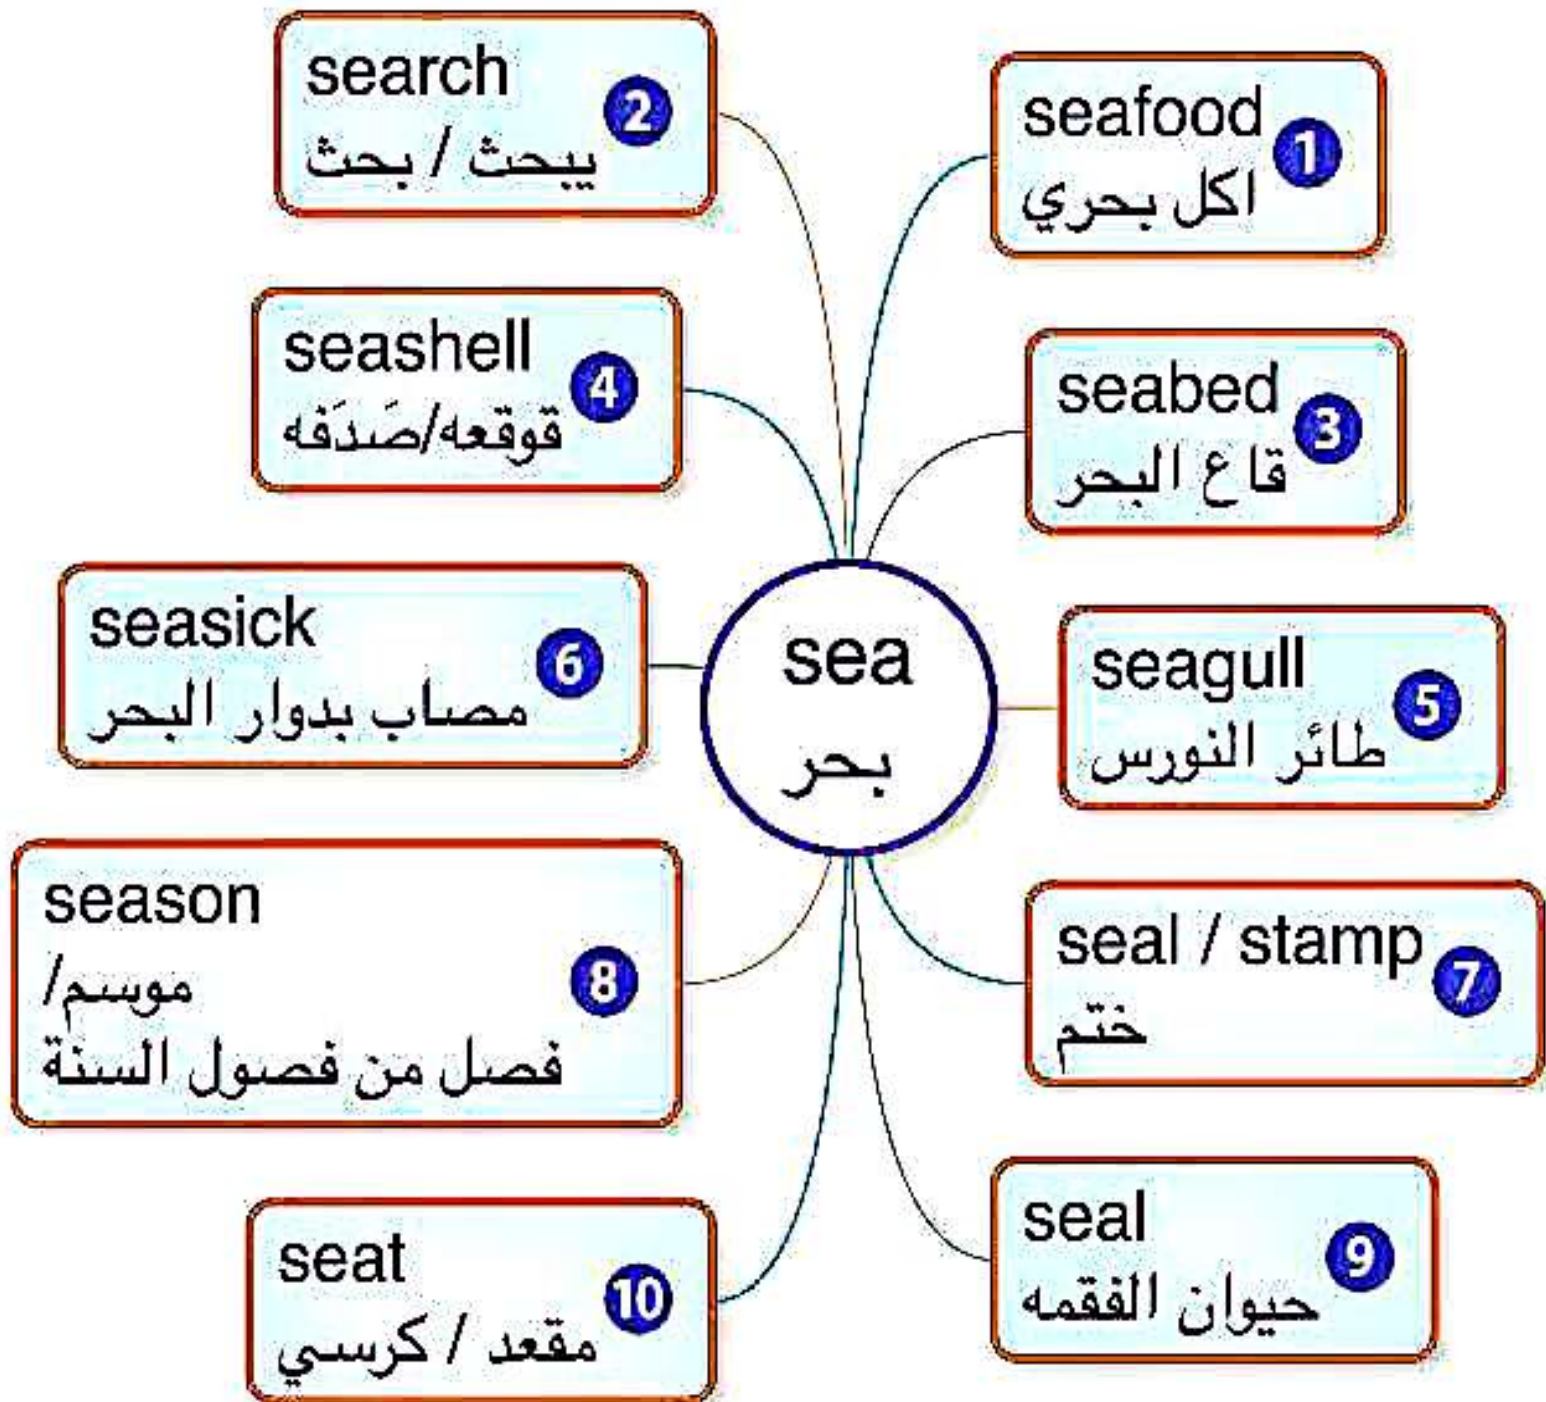 sea
بحر
seafood
1
اكل بحري
search
2
يبحث / بحث
seabed
3
قاع البحر
seashell
4
قوقعه/صَدَفه
seagull
5
طائر النورس
seasick
6
مصاب بدوار البحر
seal / stamp
7
ختم
season
8
موسم/
فصل من فصول السنة
seal
9
حيوان الفقمه
seat
10
مقعد / كرسي